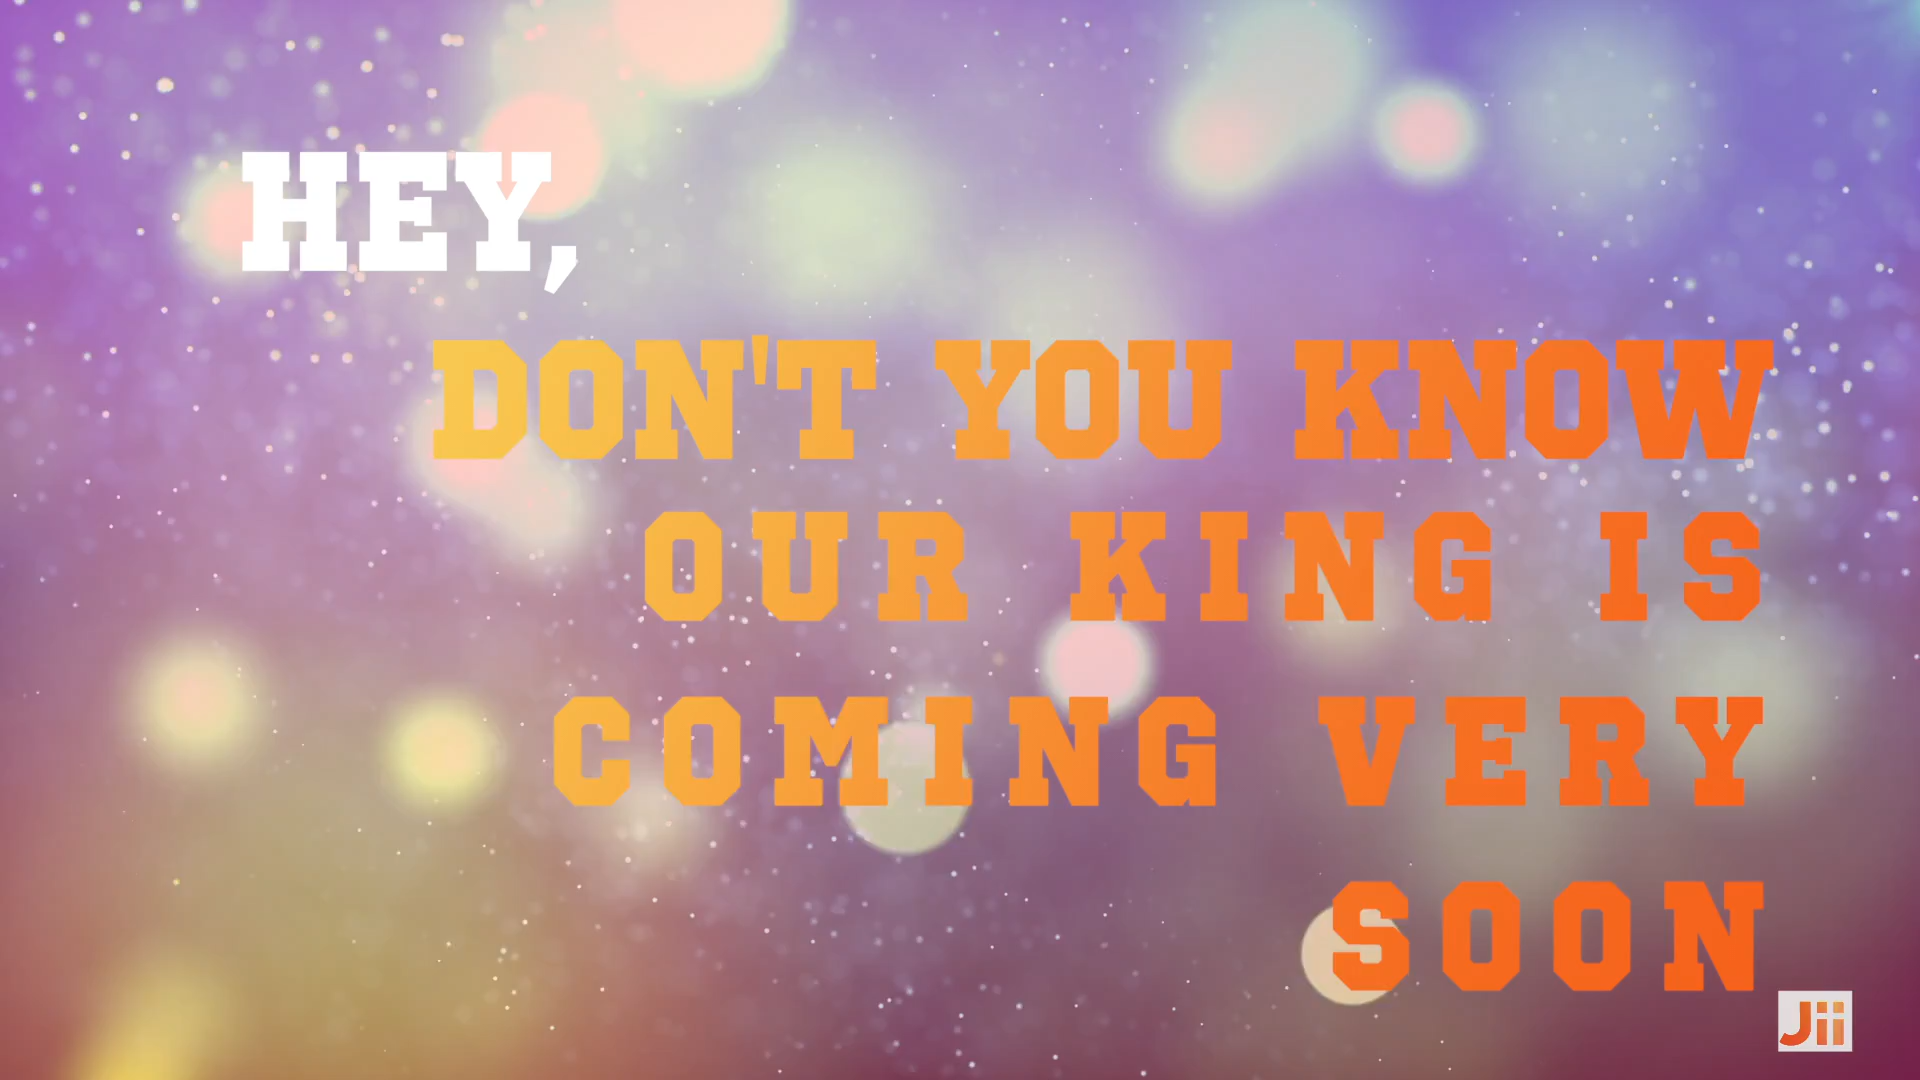 HEY,
DON'T YOU KNOW
OUR KING IS
COMING VERY
SOON
Jii